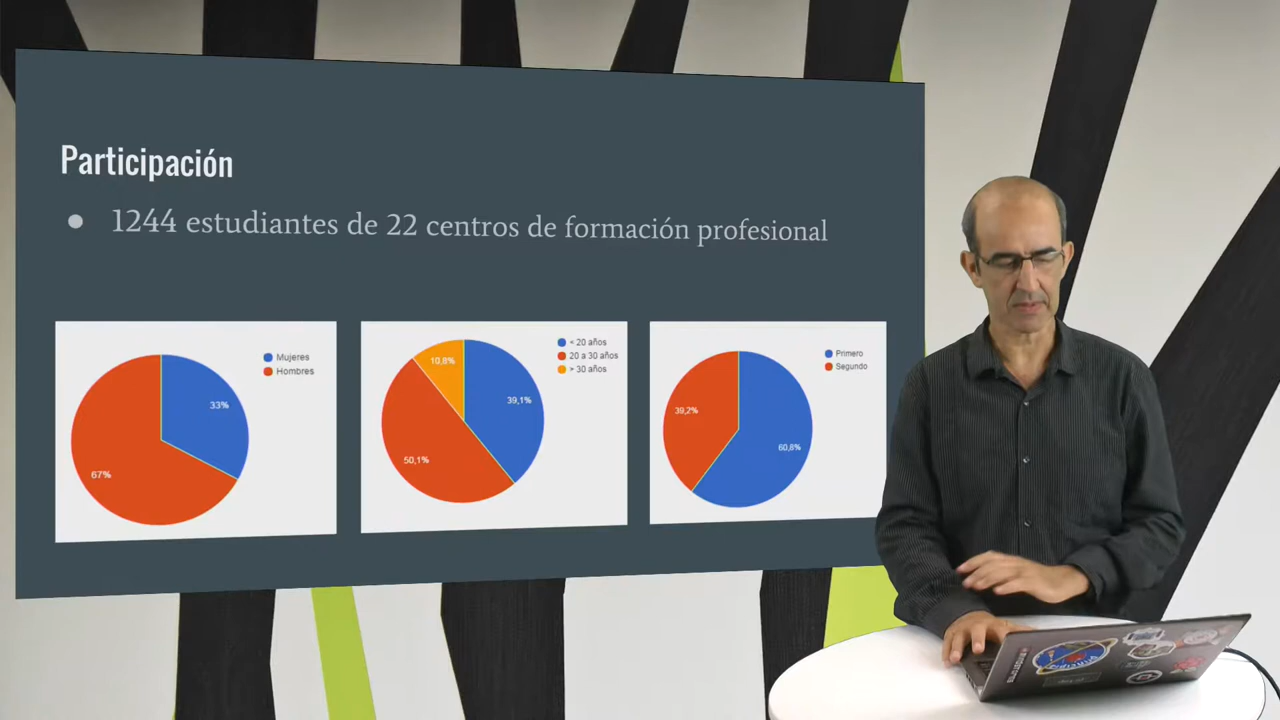 Participación
● 1244 estudiantes de 22 centros de formación profesional
Mujeres
Hombres
33%
67%
< 20 años
20 a 30 años
> 30 años
10,8%
39,1%
50,1%
Primero
Segundo
39,2%
60,8%